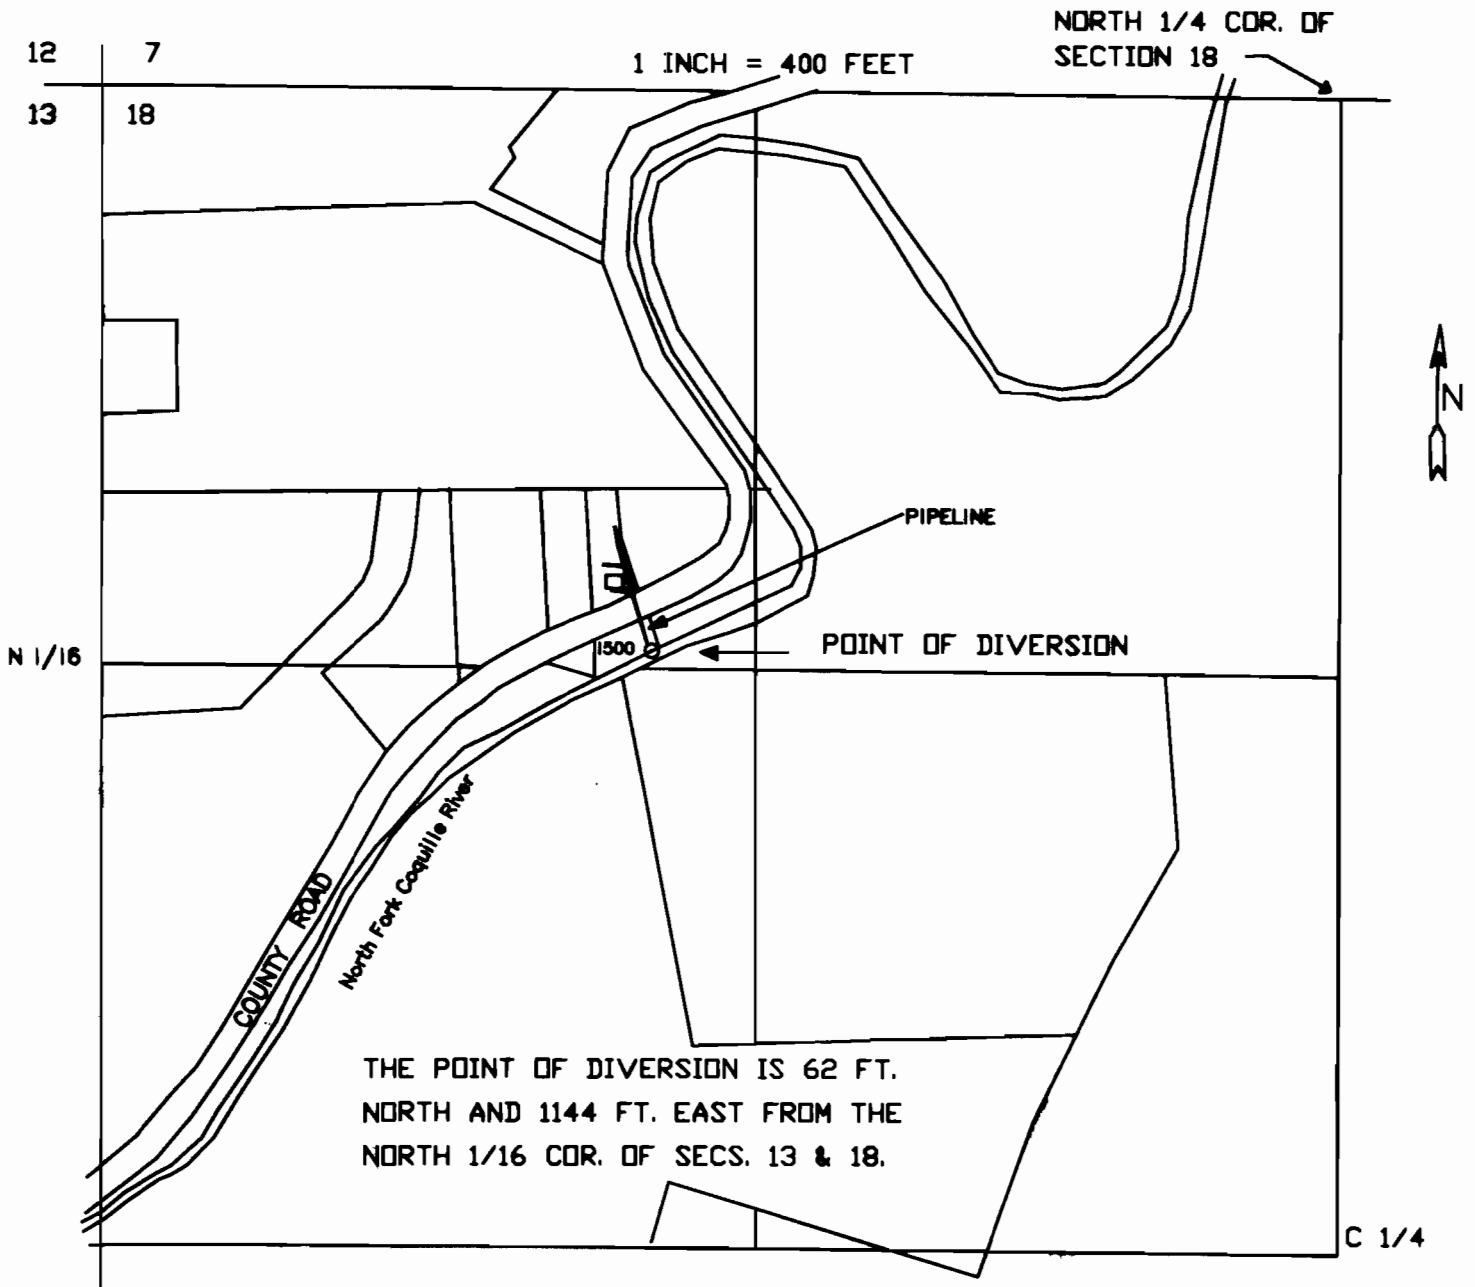 NORTH 1/4 COR. OF
SECTION 18
12 7
1 INCH = 400 FEET
13 18
N
PIPELINE
1500
POINT OF DIVERSION
N 1/16
North Fork Coquille River
COUNTY ROAD
THE POINT OF DIVERSION IS 62 FT.
NORTH AND 1144 FT. EAST FROM THE
NORTH 1/16 COR. OF SECS. 13 & 18.
C 1/4